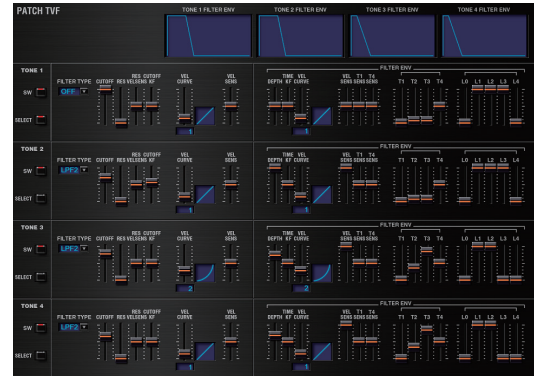 PATCH TVF
TONE 1 FILTER ENV TONE 2 FILTER ENV TONE 3 FILTER ENV TONE 4 FILTER ENV
TONE 1
FILTER ENV
RES CUTOFF VEL VEL TIME VEL VEL T1 T4
FILTER TYPE CUTOFF RES VELSENS KF CURVE SENS DEPTH KF CURVE SENS SENS SENS T1 T2 T3 T4 L0 L1 L2 L3 L4
SW OFF
SELECT
1 1
TONE 2
FILTER ENV
RES CUTOFF VEL VEL TIME VEL VEL T1 T4
FILTER TYPE CUTOFF RES VELSENS KF CURVE SENS DEPTH KF CURVE SENS SENS SENS T1 T2 T3 T4 L0 L1 L2 L3 L4
SW LPF2
SELECT
1 1
TONE 3
FILTER ENV
RES CUTOFF VEL VEL TIME VEL VEL T1 T4
FILTER TYPE CUTOFF RES VELSENS KF CURVE SENS DEPTH KF CURVE SENS SENS SENS T1 T2 T3 T4 L0 L1 L2 L3 L4
SW LPF2
SELECT
2 2
TONE 4
FILTER ENV
RES CUTOFF VEL VEL TIME VEL VEL T1 T4
FILTER TYPE CUTOFF RES VELSENS KF CURVE SENS DEPTH KF CURVE SENS SENS SENS T1 T2 T3 T4 L0 L1 L2 L3 L4
SW LPF2
SELECT
1 1